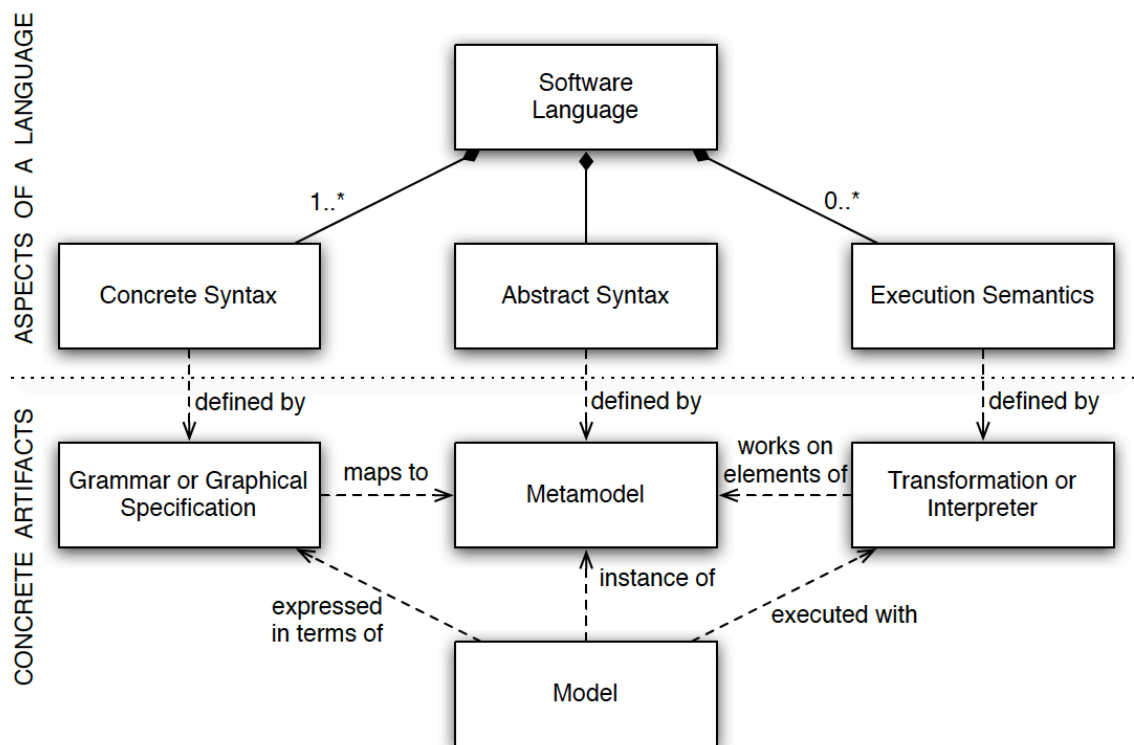 ASPECTS OF A LANGUAGE
Software
Language
1..*
0..*
Concrete Syntax
Abstract Syntax
Execution Semantics
CONCRETE ARTIFACTS
defined by
defined by
defined by
Grammar or Graphical
Specification
maps to
Metamodel
works on
elements of
Transformation or
Interpreter
expressed
in terms of
instance of
executed with
Model